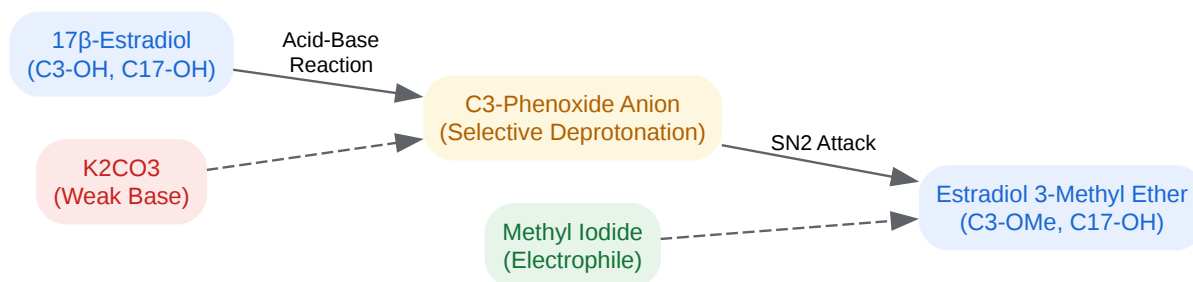 17β-Estradiol
(C3-OH, C17-OH)
Acid-Base
Reaction
K2CO3
(Weak Base)
C3-Phenoxide Anion
(Selective Deprotonation)
SN2 Attack
Methyl Iodide
(Electrophile)
Estradiol 3-Methyl Ether
(C3-OMe, C17-OH)